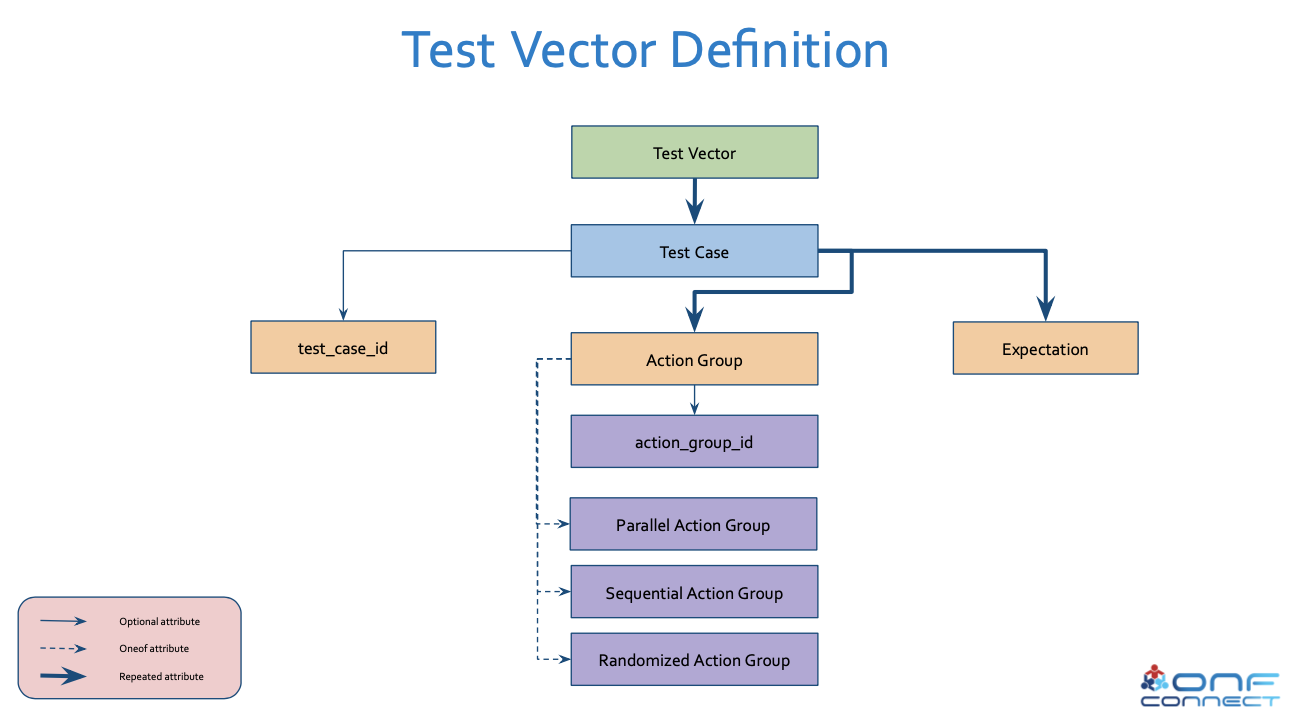 Test Vector Definition
Test Vector
Test Case
test_case_id
Action Group
Expectation
action_group_id
Parallel Action Group
Sequential Action Group
Randomized Action Group
Optional attribute
Oneof attribute
Repeated attribute
ONF
CONNECT